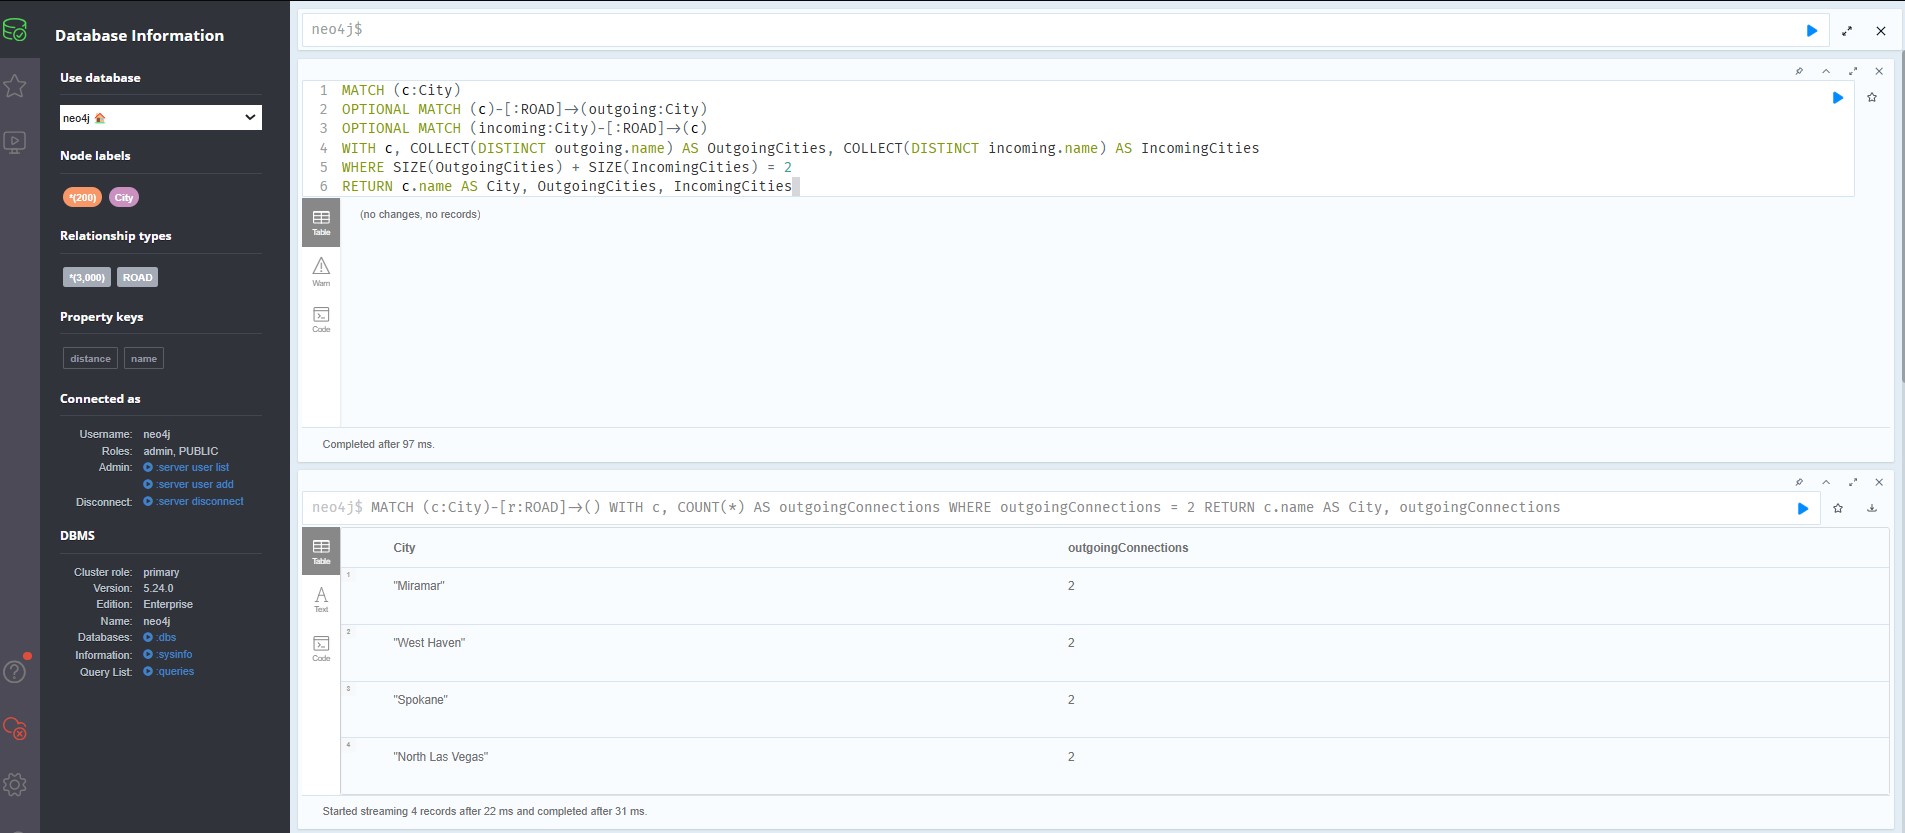 Database Information
Use database
neo4j
Node labels
*(200) City
Relationship types
*(3,000) ROAD
Property keys
distance name
Connected as
Username: neo4j
Roles: admin, PUBLIC
Admin: :server user list
:server user add
Disconnect: :server disconnect
DBMS
Cluster role: primary
Version: 5.24.0
Edition: Enterprise
Name: neo4j
Databases: :dbs
Information: :sysinfo
Query List: :queries
neo4j$
1 MATCH (c:City)
2 OPTIONAL MATCH (c)-[:ROAD]→(outgoing:City)
3 OPTIONAL MATCH (incoming:City)-[:ROAD]→(c)
4 WITH c, COLLECT(DISTINCT outgoing.name) AS OutgoingCities, COLLECT(DISTINCT incoming.name) AS IncomingCities
5 WHERE SIZE(OutgoingCities) + SIZE(IncomingCities) = 2
6 RETURN c.name AS City, OutgoingCities, IncomingCities
Table
Warn
Code
(no changes, no records)
Completed after 97 ms.
neo4j$ MATCH (c:City)-[r:ROAD]→() WITH c, COUNT(*) AS outgoingConnections WHERE outgoingConnections = 2 RETURN c.name AS City, outgoingConnections
Table
Text
Code
City outgoingConnections
1 "Miramar" 2
2 "West Haven" 2
3 "Spokane" 2
4 "North Las Vegas" 2
Started streaming 4 records after 22 ms and completed after 31 ms.